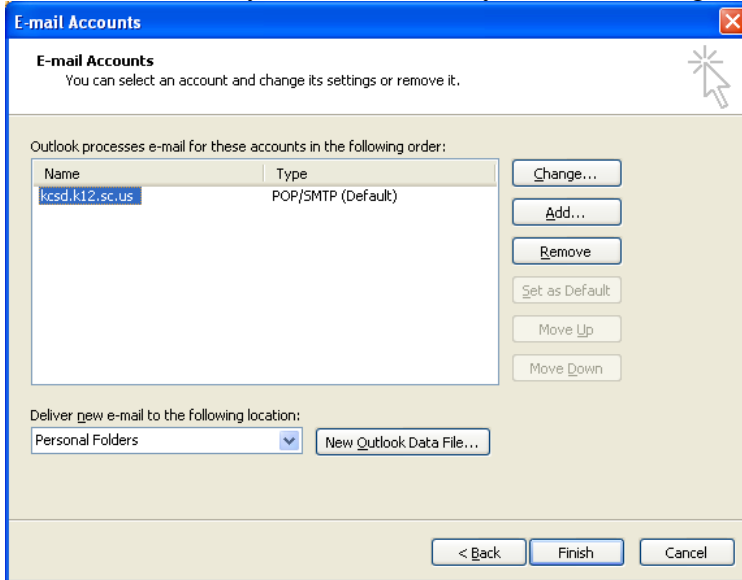 E-mail Accounts
E-mail Accounts
You can select an account and change its settings or remove it.
Outlook processes e-mail for these accounts in the following order:
Name Type
kcsd.k12.sc.us POP/SMTP (Default)
Change...
Add...
Remove
Set as Default
Move Up
Move Down
Deliver new e-mail to the following location:
Personal Folders New Outlook Data File...
< Back Finish Cancel